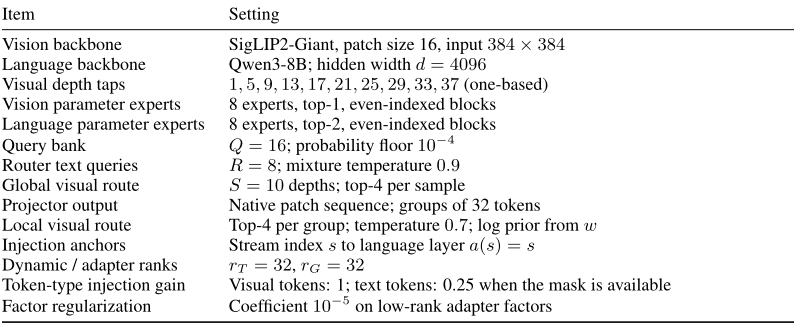 Item Setting
Vision backbone SigLIP2-Giant, patch size 16, input 384 × 384
Language backbone Qwen3-8B; hidden width d = 4096
Visual depth taps 1, 5, 9, 13, 17, 21, 25, 29, 33, 37 (one-based)
Vision parameter experts 8 experts, top-1, even-indexed blocks
Language parameter experts 8 experts, top-2, even-indexed blocks
Query bank Q = 16; probability floor 10⁻⁴
Router text queries R = 8; mixture temperature 0.9
Global visual route S = 10 depths; top-4 per sample
Projector output Native patch sequence; groups of 32 tokens
Local visual route Top-4 per group; temperature 0.7; log prior from w
Injection anchors Stream index s to language layer a(s) = s
Dynamic / adapter ranks r_T = 32, r_G = 32
Token-type injection gain Visual tokens: 1; text tokens: 0.25 when the mask is available
Factor regularization Coefficient 10⁻⁵ on low-rank adapter factors